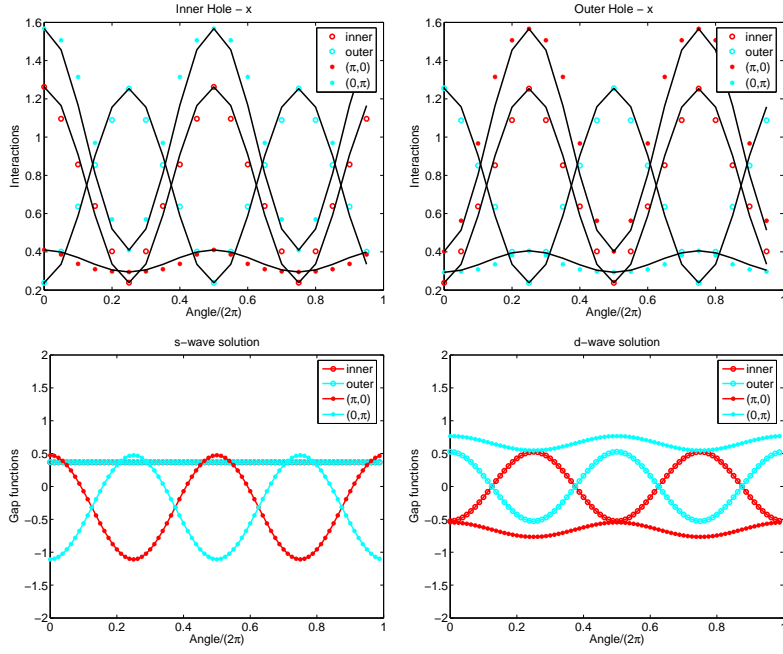 Inner Hole − x
Interactions
1.6
1.4
1.2
1
0.8
0.6
0.4
0.2
0
0.2
0.4
0.6
0.8
1
Angle/(2π)
inner
outer
(π,0)
(0,π)
Outer Hole − x
Interactions
1.6
1.4
1.2
1
0.8
0.6
0.4
0.2
0
0.2
0.4
0.6
0.8
1
Angle/(2π)
inner
outer
(π,0)
(0,π)
s−wave solution
Gap functions
2
1.5
1
0.5
0
−0.5
−1
−1.5
−2
0
0.2
0.4
0.6
0.8
1
Angle/(2π)
inner
outer
(π,0)
(0,π)
d−wave solution
Gap functions
2
1.5
1
0.5
0
−0.5
−1
−1.5
−2
0
0.2
0.4
0.6
0.8
1
Angle/(2π)
inner
outer
(π,0)
(0,π)